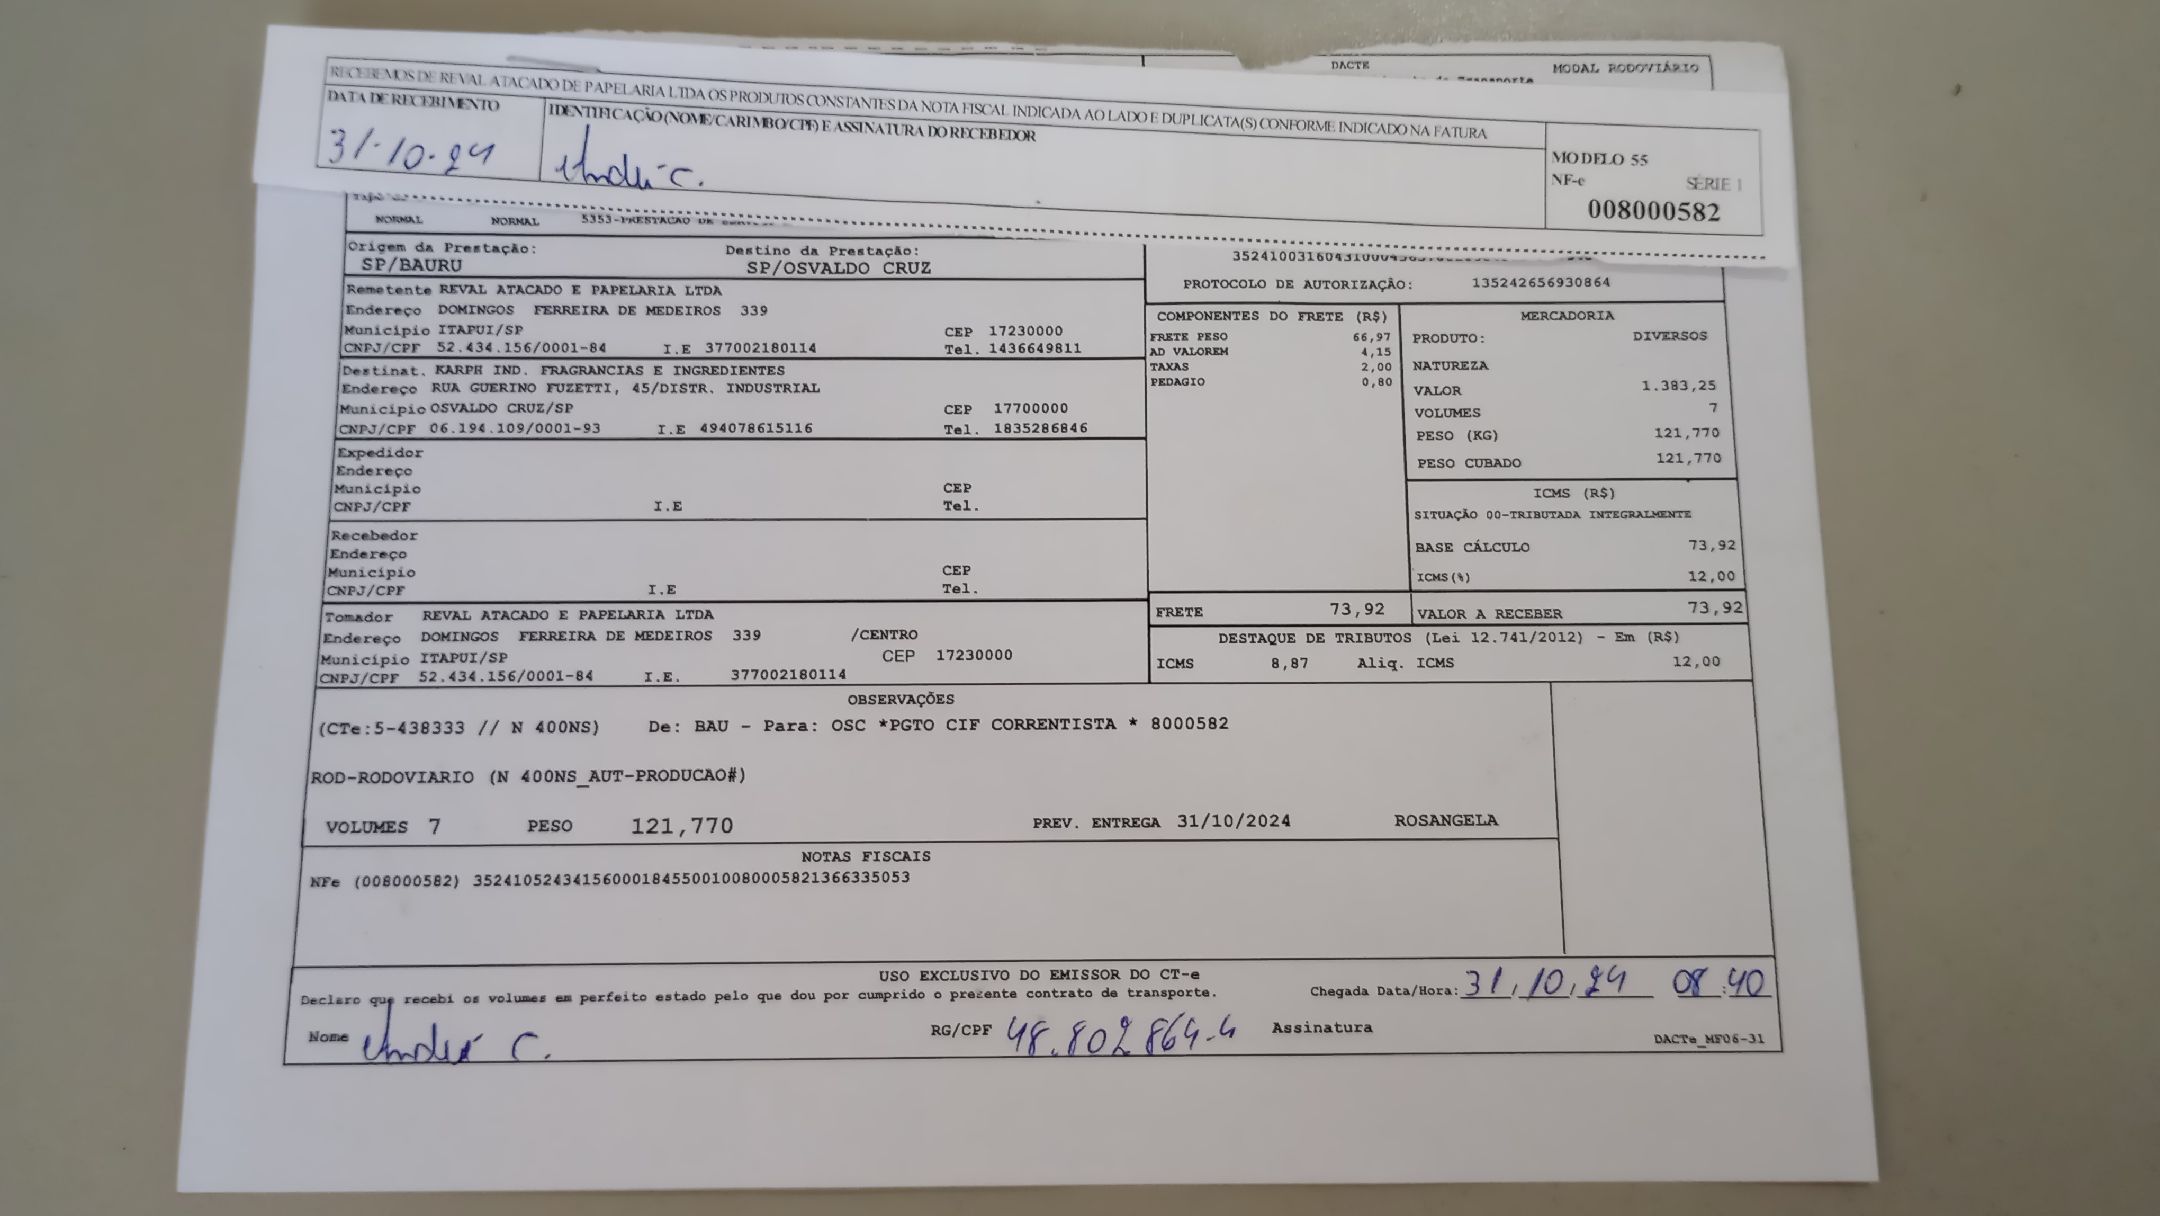 DACTE
MODAL RODOVIÁRIO
RECEBEMOS DE REVAL ATACADO DE PAPELARIA LTDA OS PRODUTOS CONSTANTES DA NOTA FISCAL INDICADA AO LADO E DUPLICATA(S) CONFORME INDICADO NA FATURA
DATA DE RECEBIMENTO
IDENTIFICAÇÃO (NOME/CARIMBO/CPF) E ASSINATURA DO RECEBEDOR
31-10-24
André C.
MODELO 55
NF-e SÉRIE 1
008000582
NORMAL NORMAL 5353-PRESTACAO DE
Origem da Prestação: Destino da Prestação:
SP/BAURU SP/OSVALDO CRUZ
PROTOCOLO DE AUTORIZAÇÃO: 135242656930864
Remetente REVAL ATACADO E PAPELARIA LTDA
Endereço DOMINGOS FERREIRA DE MEDEIROS 339
Município ITAPUI/SP CEP 17230000
CNPJ/CPF 52.434.156/0001-84 I.E 377002180114 Tel. 1436649811
Destinat. KARPH IND. FRAGRANCIAS E INGREDIENTES
Endereço RUA GUERINO FUZETTI, 45/DISTR. INDUSTRIAL
Município OSVALDO CRUZ/SP CEP 17700000
CNPJ/CPF 06.194.109/0001-93 I.E 494078615116 Tel. 1835286846
Expedidor
Endereço
Município CEP
CNPJ/CPF I.E Tel.
Recebedor
Endereço
Município CEP
CNPJ/CPF I.E Tel.
Tomador REVAL ATACADO E PAPELARIA LTDA
Endereço DOMINGOS FERREIRA DE MEDEIROS 339 /CENTRO
Município ITAPUI/SP CEP 17230000
CNPJ/CPF 52.434.156/0001-84 I.E. 377002180114
COMPONENTES DO FRETE (R$)
FRETE PESO 66,97
AD VALOREM 4,15
TAXAS 2,00
PEDAGIO 0,80
MERCADORIA
PRODUTO: DIVERSOS
NATUREZA
VALOR 1.383,25
VOLUMES 7
PESO (KG) 121,770
PESO CUBADO 121,770
ICMS (R$)
SITUAÇÃO 00-TRIBUTADA INTEGRALMENTE
BASE CÁLCULO 73,92
ICMS(%) 12,00
FRETE 73,92 VALOR A RECEBER 73,92
DESTAQUE DE TRIBUTOS (Lei 12.741/2012) - Em (R$)
ICMS 8,87 Aliq. ICMS 12,00
OBSERVAÇÕES
(CTe:5-438333 // N 400NS) De: BAU - Para: OSC *PGTO CIF CORRENTISTA * 8000582
ROD-RODOVIARIO (N 400NS_AUT-PRODUCAO#)
VOLUMES 7 PESO 121,770 PREV. ENTREGA 31/10/2024 ROSANGELA
NOTAS FISCAIS
NFe (008000582) 35241052434156000184550010080005821366335053
USO EXCLUSIVO DO EMISSOR DO CT-e
Declaro que recebi os volumes em perfeito estado pelo que dou por cumprido o presente contrato de transporte.
Chegada Data/Hora: 31,10,24 08:40
Nome André C. RG/CPF 48.802864-4 Assinatura
DACTe_MF06-31